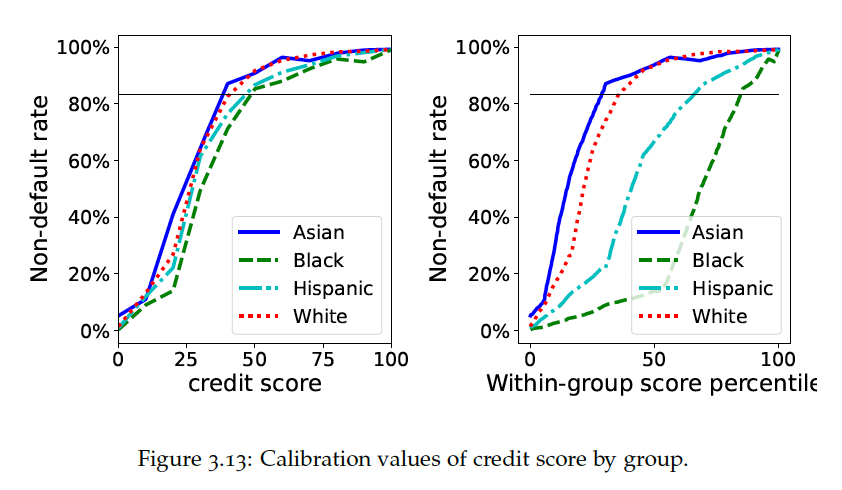 100%
80%
60%
40%
20%
0%
Non-default rate
Asian
Black
Hispanic
White
0 25 50 75 100
credit score
100%
80%
60%
40%
20%
0%
Non-default rate
Asian
Black
Hispanic
White
0 50 100
Within-group score percentile
Figure 3.13: Calibration values of credit score by group.